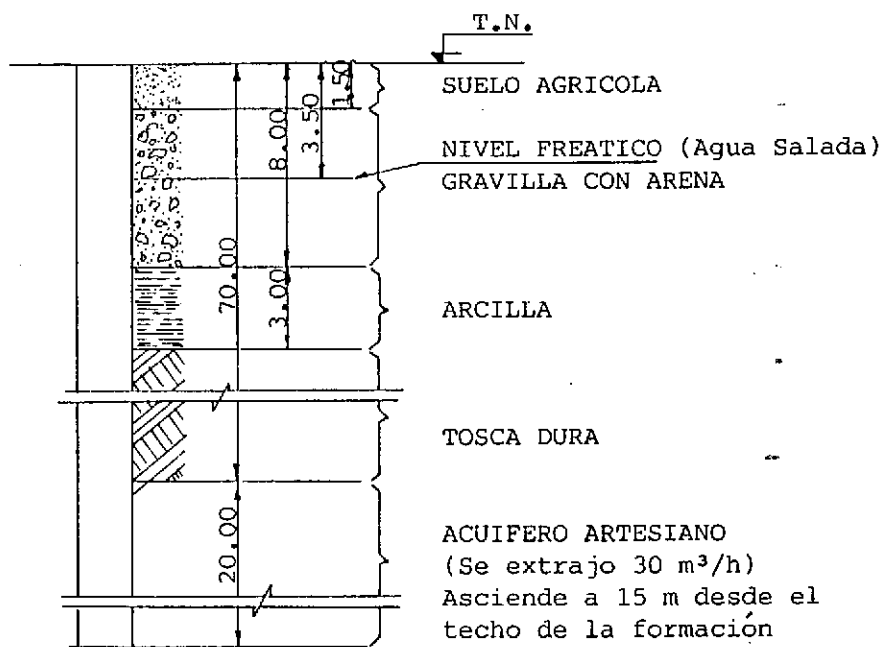 T.N.
SUELO AGRICOLA
1.50
3.50
8.00
NIVEL FREATICO (Agua Salada)
GRAVILLA CON ARENA
70.00
3.00
ARCILLA
TOSCA DURA
20.00
ACUIFERO ARTESIANO
(Se extrajo 30 m³/h)
Asciende a 15 m desde el
techo de la formación